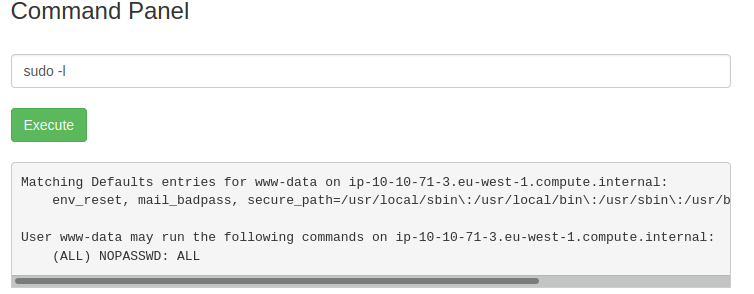 Command Panel
sudo -l
Execute
Matching Defaults entries for www-data on ip-10-10-71-3.eu-west-1.compute.internal:
env_reset, mail_badpass, secure_path=/usr/local/sbin\:/usr/local/bin\:/usr/sbin\:/usr/b
User www-data may run the following commands on ip-10-10-71-3.eu-west-1.compute.internal:
(ALL) NOPASSWD: ALL